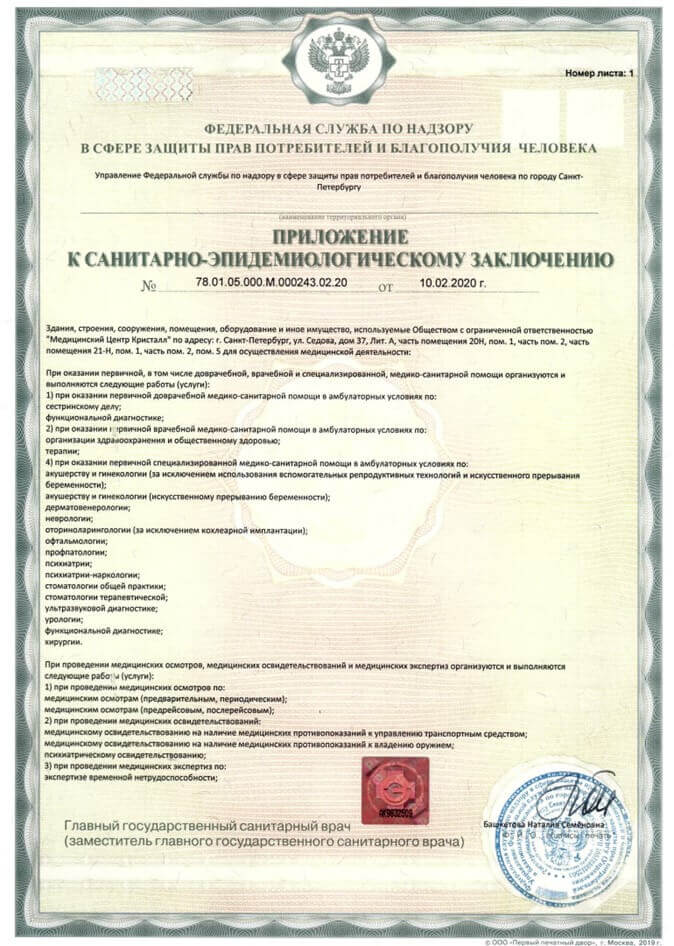 Номер листа: 1
ФЕДЕРАЛЬНАЯ СЛУЖБА ПО НАДЗОРУ
В СФЕРЕ ЗАЩИТЫ ПРАВ ПОТРЕБИТЕЛЕЙ И БЛАГОПОЛУЧИЯ ЧЕЛОВЕКА
Управление Федеральной службы по надзору в сфере защиты прав потребителей и благополучия человека по городу Санкт-
Петербургу
(наименование территориального органа)
ПРИЛОЖЕНИЕ
К САНИТАРНО-ЭПИДЕМИОЛОГИЧЕСКОМУ ЗАКЛЮЧЕНИЮ
№ 78.01.05.000.М.000243.02.20 от 10.02.2020 г.
Здания, строения, сооружения, помещения, оборудование и иное имущество, используемые Обществом с ограниченной ответственностью
"Медицинский Центр Кристалл" по адресу: г. Санкт-Петербург, ул. Седова, дом 37, Лит. А, часть помещения 20Н, пом. 1, часть пом. 2, часть
помещения 21-Н, пом. 1, часть пом. 2, пом. 5 для осуществления медицинской деятельности:
При оказании первичной, в том числе доврачебной, врачебной и специализированной, медико-санитарной помощи организуются и
выполняются следующие работы (услуги):
1) при оказании первичной доврачебной медико-санитарной помощи в амбулаторных условиях по:
сестринскому делу;
функциональной диагностике;
2) при оказании первичной врачебной медико-санитарной помощи в амбулаторных условиях по:
организации здравоохранения и общественному здоровью;
терапии;
4) при оказании первичной специализированной медико-санитарной помощи в амбулаторных условиях по:
акушерству и гинекологии (за исключением использования вспомогательных репродуктивных технологий и искусственного прерывания
беременности);
акушерству и гинекологии (искусственному прерыванию беременности);
дерматовенерологии;
неврологии;
оториноларингологии (за исключением кохлеарной имплантации);
офтальмологии;
профпатологии;
психиатрии;
психиатрии-наркологии;
стоматологии общей практики;
стоматологии терапевтической;
ультразвуковой диагностике;
урологии;
функциональной диагностике;
хирургии.
При проведении медицинских осмотров, медицинских освидетельствований и медицинских экспертиз организуются и выполняются
следующие работы (услуги):
1) при проведении медицинских осмотров по:
медицинским осмотрам (предварительным, периодическим);
медицинским осмотрам (предрейсовым, послерейсовым);
2) при проведении медицинских освидетельствований:
медицинскому освидетельствованию на наличие медицинских противопоказаний к управлению транспортным средством;
медицинскому освидетельствованию на наличие медицинских противопоказаний к владению оружием;
психиатрическому освидетельствованию;
3) при проведении медицинских экспертиз по:
экспертизе временной нетрудоспособности;
Главный государственный санитарный врач
(заместитель главного государственного санитарного врача)
Башкетова Наталия Семёновна
© ООО «Первый печатный двор», г. Москва, 2019 г.